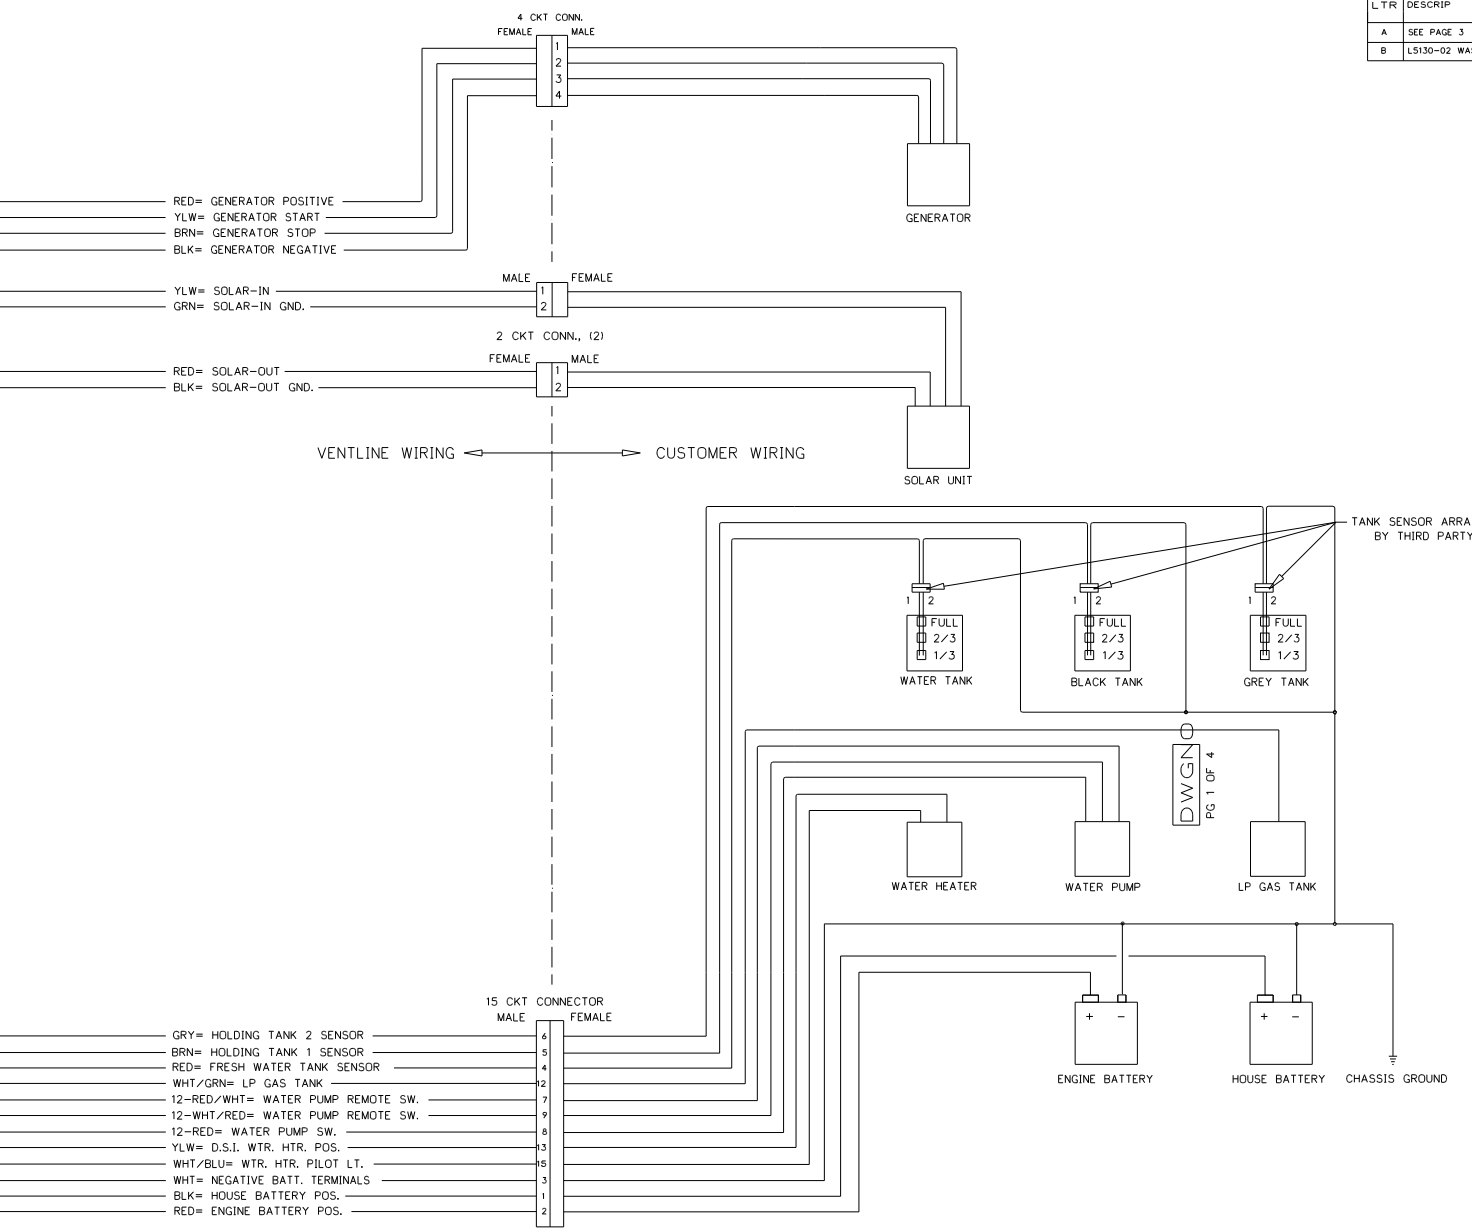 LTR DESCRIP
A SEE PAGE 3
B L5130-02 WA
4 CKT CONN.
FEMALE MALE
1
2
3
4
RED= GENERATOR POSITIVE
YLW= GENERATOR START
BRN= GENERATOR STOP
BLK= GENERATOR NEGATIVE
GENERATOR
MALE FEMALE
YLW= SOLAR-IN 1
GRN= SOLAR-IN GND. 2
2 CKT CONN., (2)
FEMALE MALE
RED= SOLAR-OUT 1
BLK= SOLAR-OUT GND. 2
VENTLINE WIRING CUSTOMER WIRING
SOLAR UNIT
TANK SENSOR ARRA
BY THIRD PARTY
1 2 1 2 1 2
FULL FULL FULL
2/3 2/3 2/3
1/3 1/3 1/3
WATER TANK BLACK TANK GREY TANK
DWGNO
PG 1 OF 4
WATER HEATER WATER PUMP LP GAS TANK
15 CKT CONNECTOR
MALE FEMALE
+ - + -
ENGINE BATTERY HOUSE BATTERY CHASSIS GROUND
GRY= HOLDING TANK 2 SENSOR 6
BRN= HOLDING TANK 1 SENSOR 5
RED= FRESH WATER TANK SENSOR 4
WHT/GRN= LP GAS TANK 12
12-RED/WHT= WATER PUMP REMOTE SW. 7
12-WHT/RED= WATER PUMP REMOTE SW. 9
12-RED= WATER PUMP SW. 8
YLW= D.S.I. WTR. HTR. POS. 13
WHT/BLU= WTR. HTR. PILOT LT. 15
WHT= NEGATIVE BATT. TERMINALS 3
BLK= HOUSE BATTERY POS. 1
RED= ENGINE BATTERY POS. 2